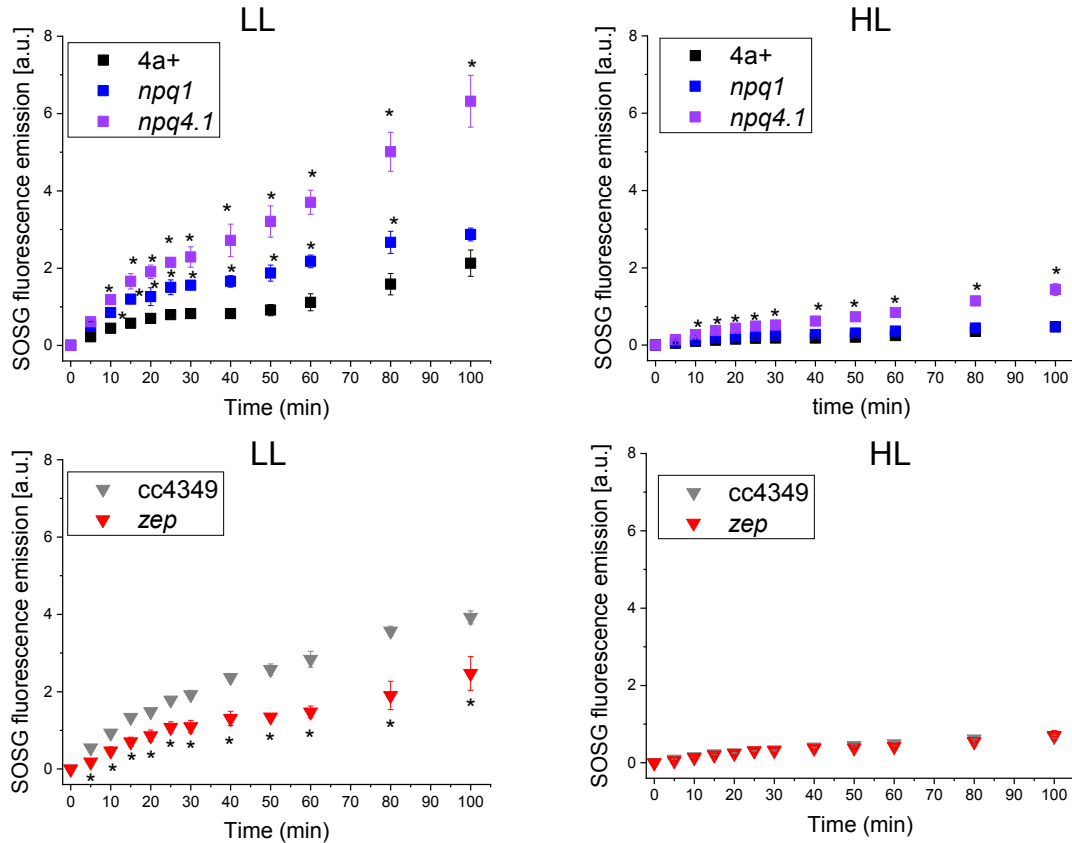 LL
SOSG fluorescence emission [a.u.]
8
6
4
2
0
4a+
npq1
npq4.1
* * * * * * * * * * *
* * * * * * * * *
0 10 20 30 40 50 60 70 80 90 100
Time (min)
HL
SOSG fluorescence emission [a.u.]
8
6
4
2
0
4a+
npq1
npq4.1
* * * * * * * * * *
0 10 20 30 40 50 60 70 80 90 100
time (min)
LL
SOSG fluorescence emission [a.u.]
8
6
4
2
0
cc4349
zep
* * * * * * * * * * *
0 10 20 30 40 50 60 70 80 90 100
Time (min)
HL
SOSG fluorescence emission [a.u.]
8
6
4
2
0
cc4349
zep
0 10 20 30 40 50 60 70 80 90 100
Time (min)